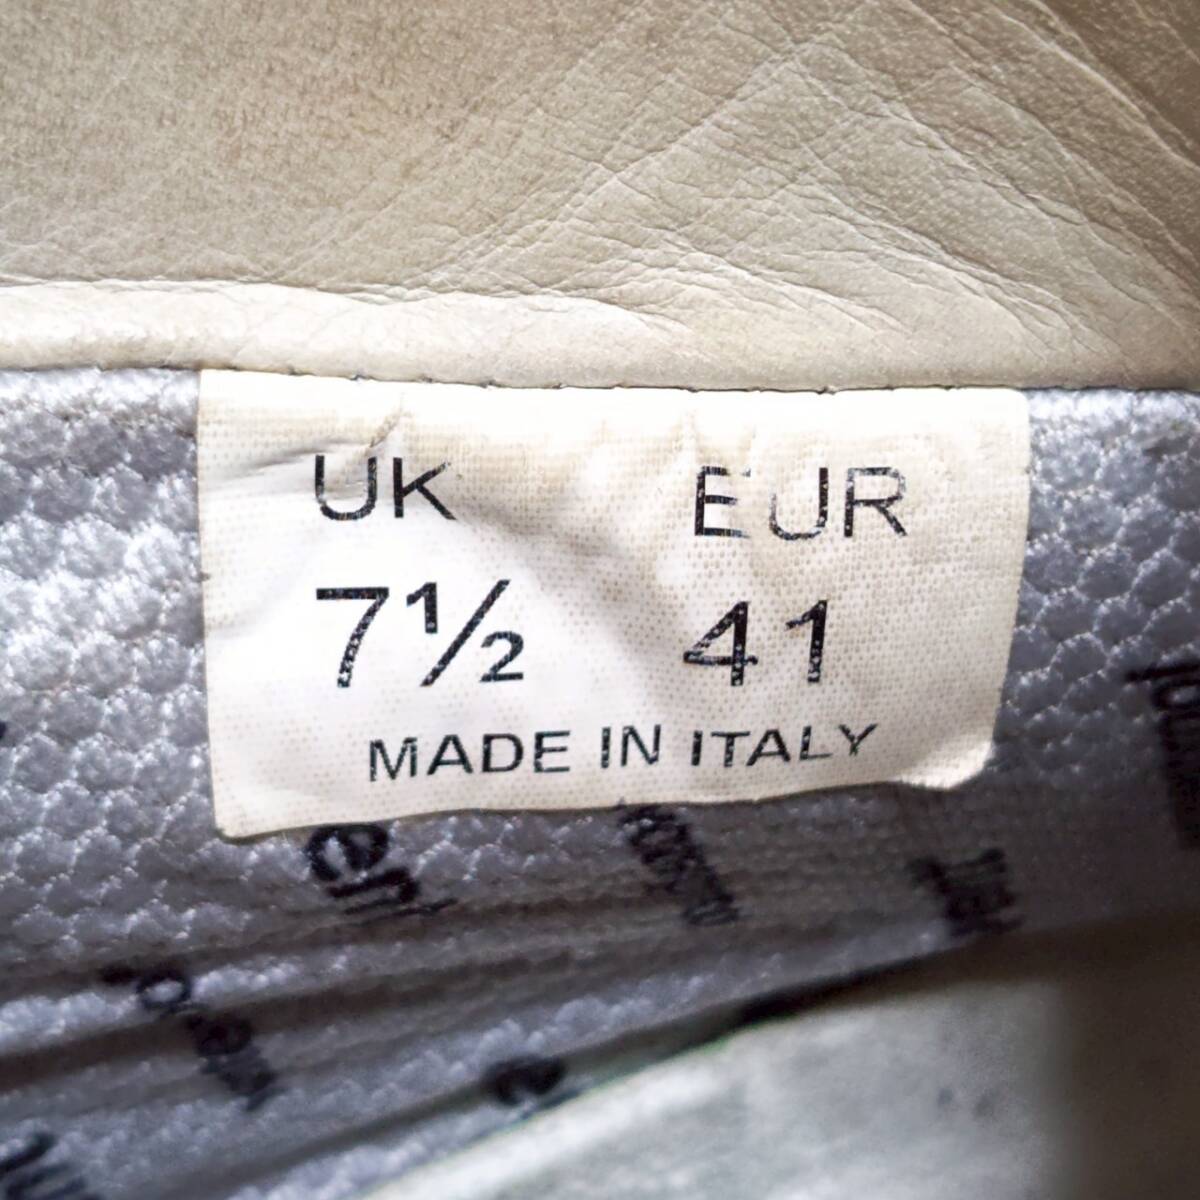 UK EUR
7½ 41
MADE IN ITALY